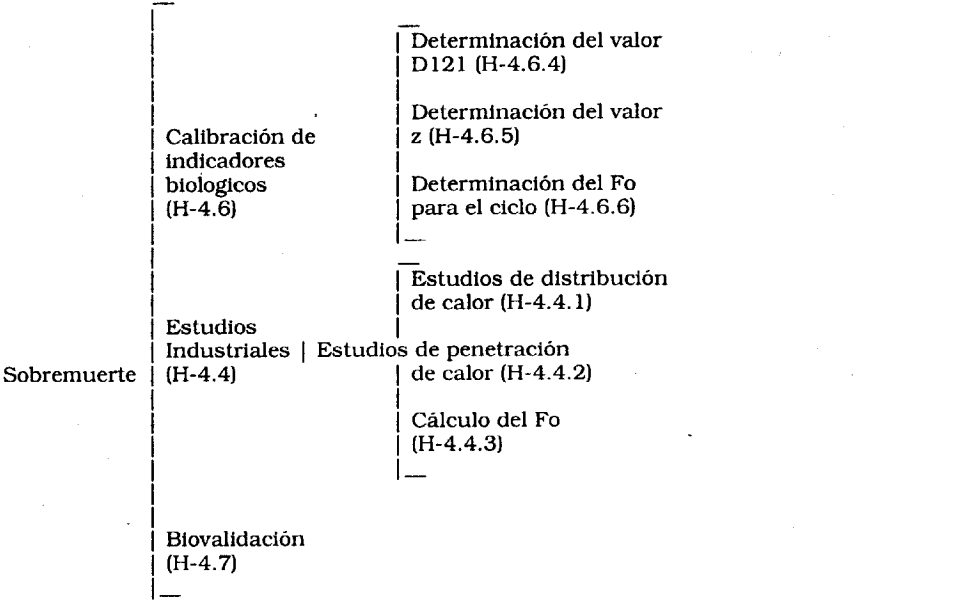 Determinación del valor
D121 (H-4.6.4)
Determinación del valor
z (H-4.6.5)
Calibración de
indicadores
biologicos
(H-4.6)
Determinación del Fo
para el ciclo (H-4.6.6)
Estudios de distribución
de calor (H-4.4.1)
Estudios
Industriales | Estudios de penetración
Sobremuerte (H-4.4) de calor (H-4.4.2)
Cálculo del Fo
(H-4.4.3)
Biovalidación
(H-4.7)